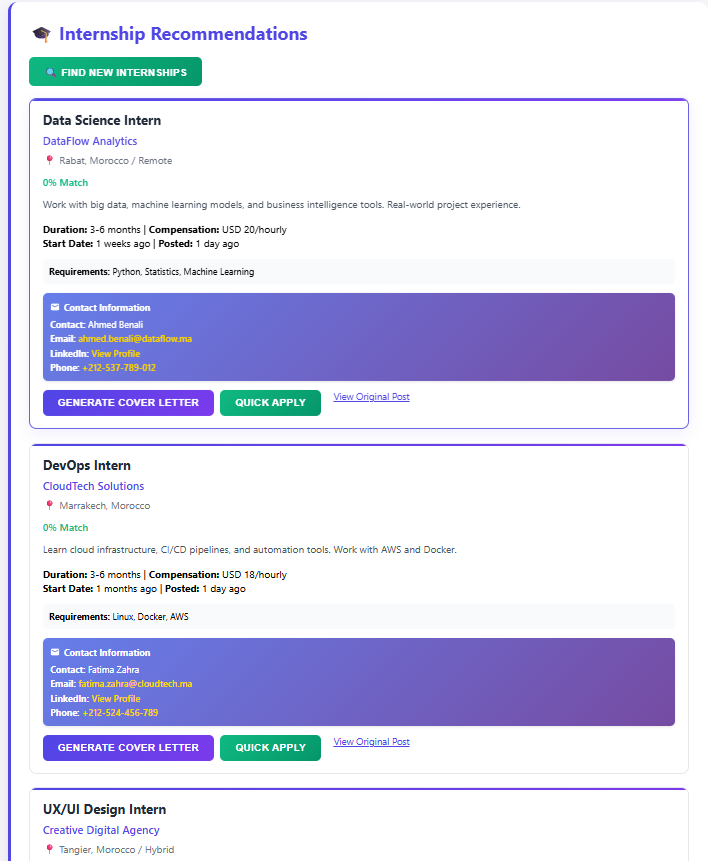 Internship Recommendations
FIND NEW INTERNSHIPS
Data Science Intern
DataFlow Analytics
Rabat, Morocco / Remote
0% Match
Work with big data, machine learning models, and business intelligence tools. Real-world project experience.
Duration: 3-6 months | Compensation: USD 20/hourly
Start Date: 1 weeks ago | Posted: 1 day ago
Requirements: Python, Statistics, Machine Learning
Contact Information
Contact: Ahmed Benali
Email: ahmed.benali@dataflow.ma
LinkedIn: View Profile
Phone: +212-537-789-012
GENERATE COVER LETTER QUICK APPLY View Original Post
DevOps Intern
CloudTech Solutions
Marrakech, Morocco
0% Match
Learn cloud infrastructure, CI/CD pipelines, and automation tools. Work with AWS and Docker.
Duration: 3-6 months | Compensation: USD 18/hourly
Start Date: 1 months ago | Posted: 1 day ago
Requirements: Linux, Docker, AWS
Contact Information
Contact: Fatima Zahra
Email: fatima.zahra@cloudtech.ma
LinkedIn: View Profile
Phone: +212-524-456-789
GENERATE COVER LETTER QUICK APPLY View Original Post
UX/UI Design Intern
Creative Digital Agency
Tangier, Morocco / Hybrid